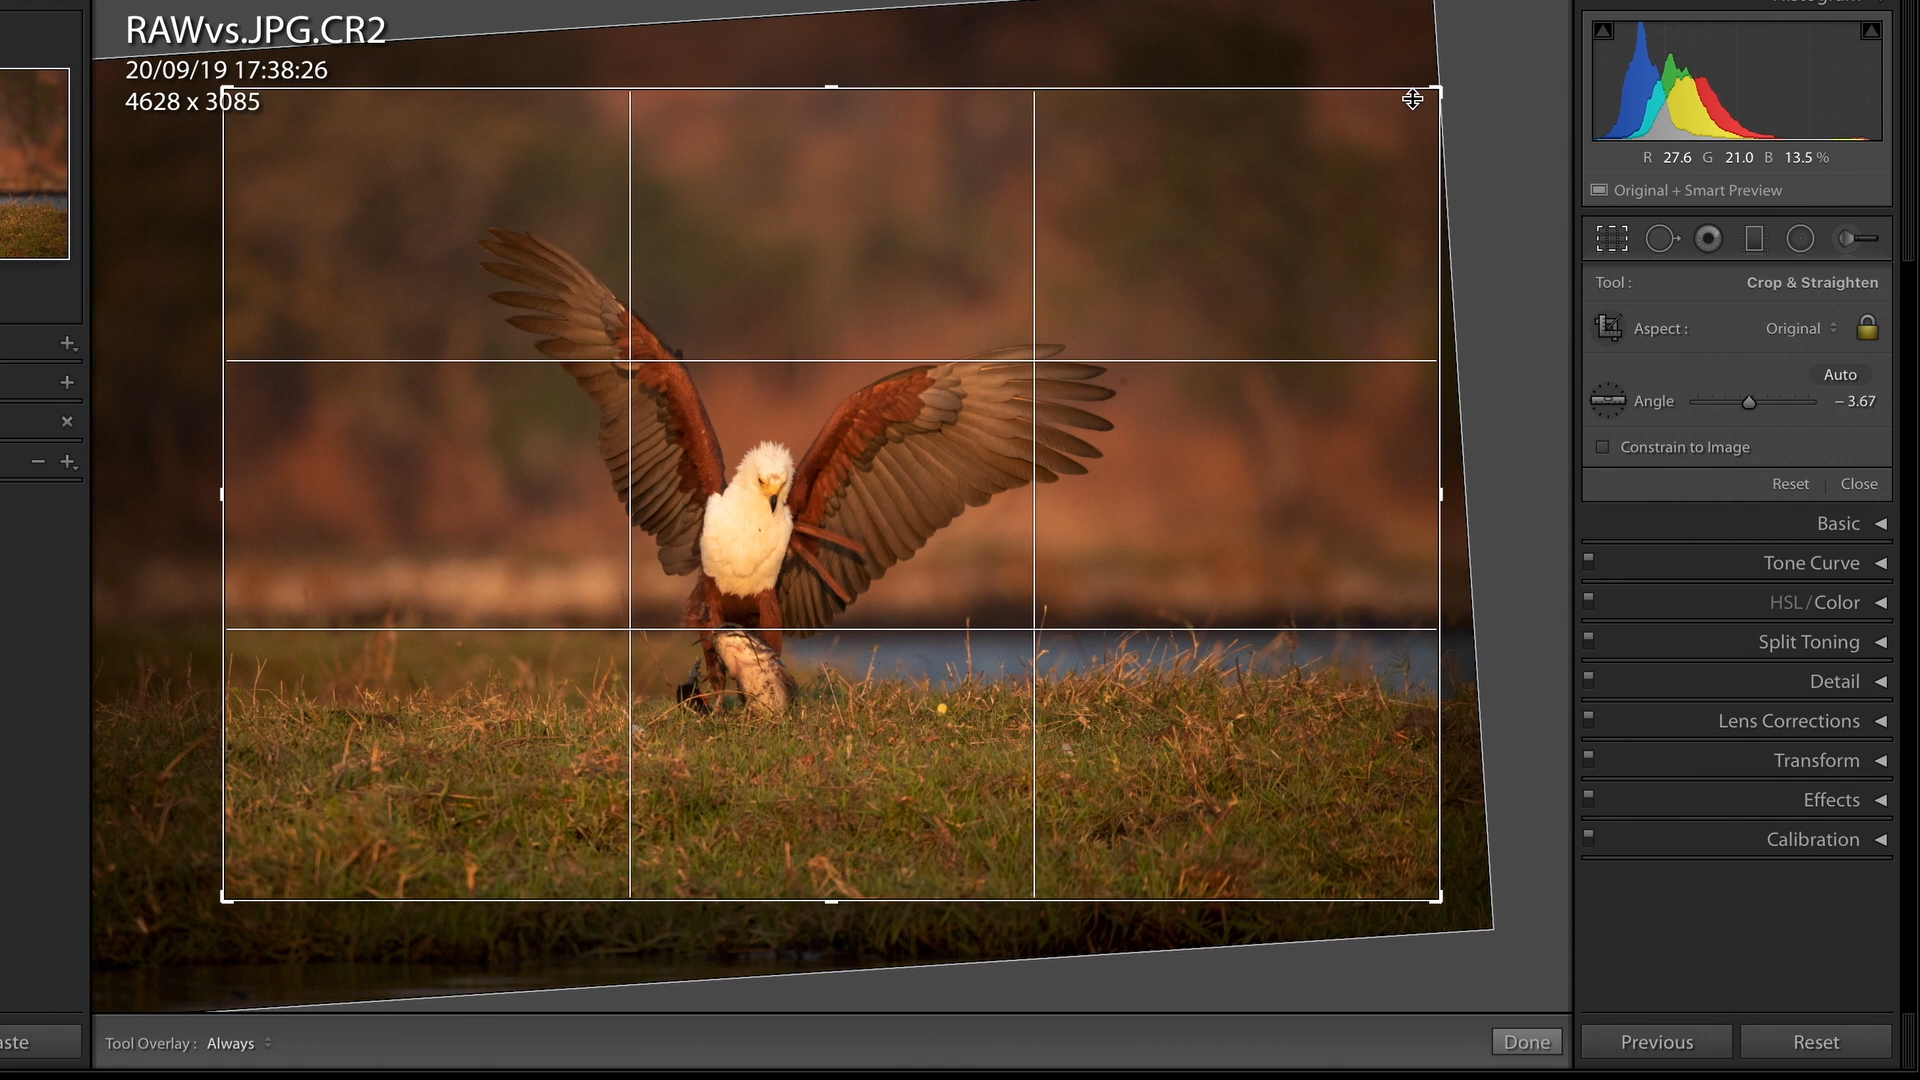 RAWvs.JPG.CR2
20/09/19 17:38:26
4628 x 3085
R 27.6 G 21.0 B 13.5 %
Original + Smart Preview
Tool : Crop & Straighten
Aspect : Original
Auto
Angle – 3.67
Constrain to Image
Reset | Close
Basic
Tone Curve
HSL / Color
Split Toning
Detail
Lens Corrections
Transform
Effects
Calibration
Tool Overlay : Always
Done
Previous
Reset